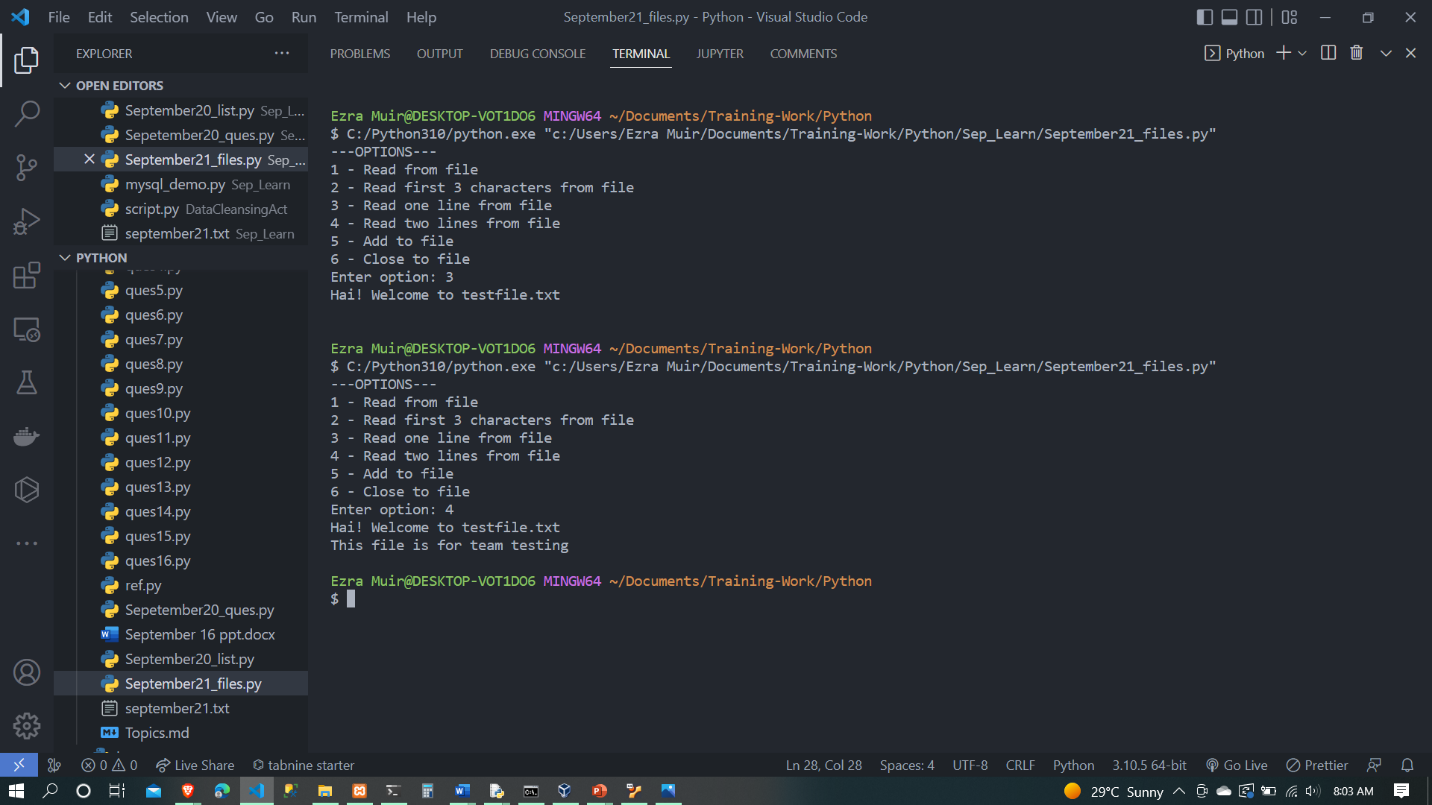 File Edit Selection View Go Run Terminal Help
September21_files.py - Python - Visual Studio Code
EXPLORER
OPEN EDITORS
September20_list.py Sep_L...
Sepetember20_ques.py Se...
September21_files.py Sep_...
mysql_demo.py Sep_Learn
script.py DataCleansingAct
september21.txt Sep_Learn
PYTHON
ques5.py
ques6.py
ques7.py
ques8.py
ques9.py
ques10.py
ques11.py
ques12.py
ques13.py
ques14.py
ques15.py
ques16.py
ref.py
Sepetember20_ques.py
September 16 ppt.docx
September20_list.py
September21_files.py
september21.txt
Topics.md
PROBLEMS OUTPUT DEBUG CONSOLE TERMINAL JUPYTER COMMENTS
Python
Ezra Muir@DESKTOP-VOT1DO6 MINGW64 ~/Documents/Training-Work/Python
$ C:/Python310/python.exe "c:/Users/Ezra Muir/Documents/Training-Work/Python/Sep_Learn/September21_files.py"
---OPTIONS---
1 - Read from file
2 - Read first 3 characters from file
3 - Read one line from file
4 - Read two lines from file
5 - Add to file
6 - Close to file
Enter option: 3
Hai! Welcome to testfile.txt
Ezra Muir@DESKTOP-VOT1DO6 MINGW64 ~/Documents/Training-Work/Python
$ C:/Python310/python.exe "c:/Users/Ezra Muir/Documents/Training-Work/Python/Sep_Learn/September21_files.py"
---OPTIONS---
1 - Read from file
2 - Read first 3 characters from file
3 - Read one line from file
4 - Read two lines from file
5 - Add to file
6 - Close to file
Enter option: 4
Hai! Welcome to testfile.txt
This file is for team testing
Ezra Muir@DESKTOP-VOT1DO6 MINGW64 ~/Documents/Training-Work/Python
$
0 0 Live Share tabnine starter
Ln 28, Col 28 Spaces: 4 UTF-8 CRLF Python 3.10.5 64-bit Go Live Prettier
29°C Sunny 8:03 AM